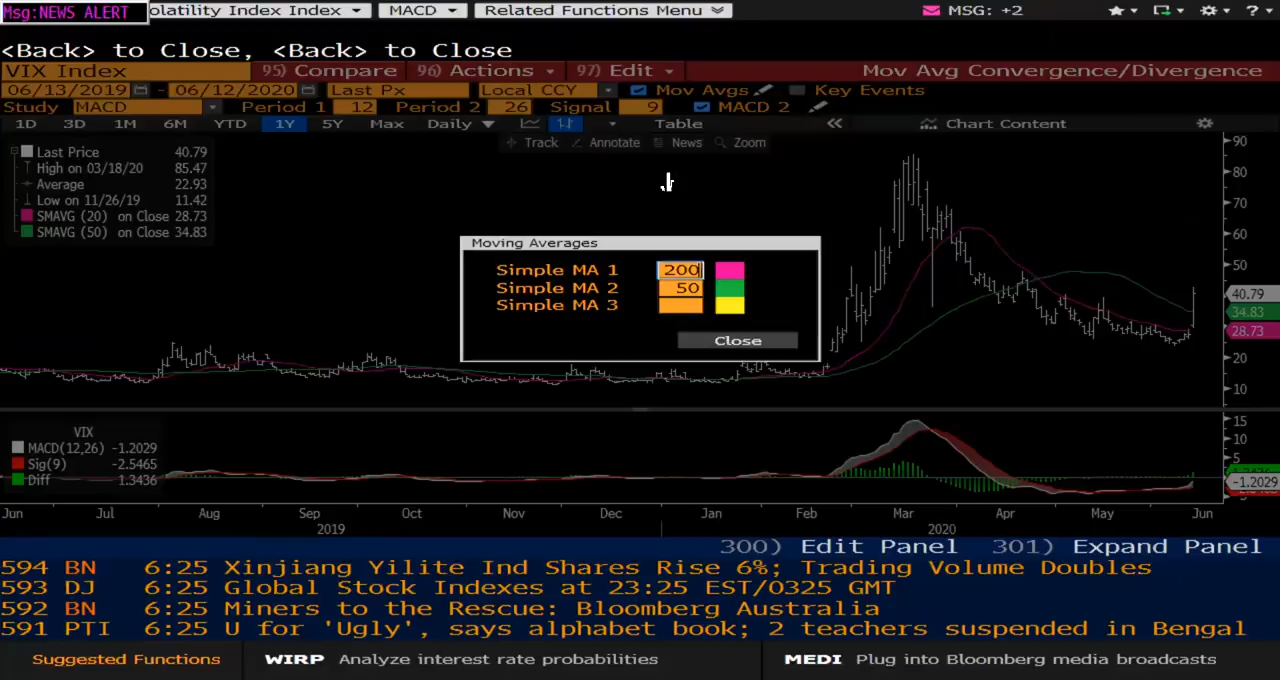 Msg:NEWS ALERT olatility Index Index MACD Related Functions Menu MSG: +2
<Back> to Close, <Back> to Close
VIX Index 95) Compare 96) Actions 97) Edit Mov Avg Convergence/Divergence
06/13/2019 - 06/12/2020 Last Px Local CCY Mov Avgs Key Events
Study MACD Period 1 12 Period 2 26 Signal 9 MACD 2
1D 3D 1M 6M YTD 1Y 5Y Max Daily Table Chart Content
Track Annotate News Zoom
Last Price 40.79
High on 03/18/20 85.47
Average 22.93
Low on 11/26/19 11.42
SMAVG (20) on Close 28.73
SMAVG (50) on Close 34.83
90
80
70
60
50
40.79
34.83
28.73
20
10
Moving Averages
Simple MA 1 200
Simple MA 2 50
Simple MA 3
Close
VIX
MACD(12,26) -1.2029
Sig(9) -2.5465
Diff 1.3436
15
10
5
-1.2029
Jun Jul Aug Sep Oct Nov Dec Jan Feb Mar Apr May Jun
2019 2020
300) Edit Panel 301) Expand Panel
594 BN 6:25 Xinjiang Yilite Ind Shares Rise 6%; Trading Volume Doubles
593 DJ 6:25 Global Stock Indexes at 23:25 EST/0325 GMT
592 BN 6:25 Miners to the Rescue: Bloomberg Australia
591 PTI 6:25 U for 'Ugly', says alphabet book; 2 teachers suspended in Bengal
Suggested Functions WIRP Analyze interest rate probabilities MEDI Plug into Bloomberg media broadcasts